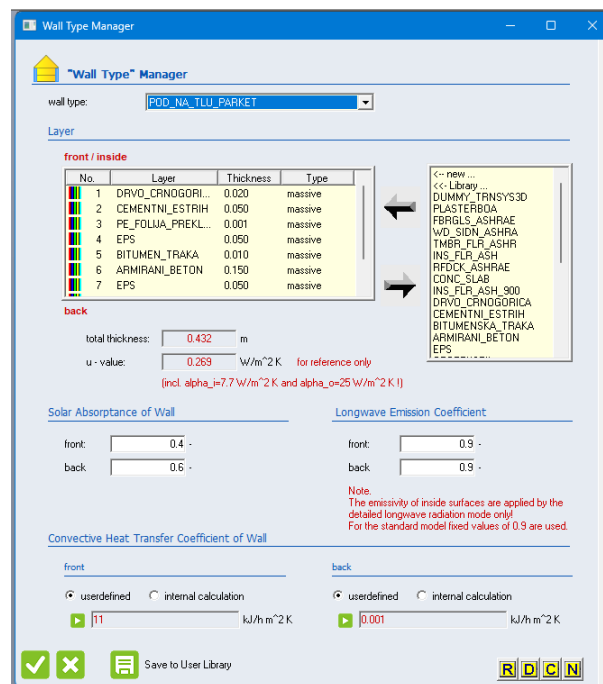 Wall Type Manager
"Wall Type" Manager
wall type: POD_NA_TLU_PARKET
Layer
front / inside
No. Layer Thickness Type
1 DRVO_CRNOGORI... 0.020 massive
2 CEMENTNI_ESTRIH 0.050 massive
3 PE_FOLIJA_PREKL... 0.001 massive
4 EPS 0.050 massive
5 BITUMEN_TRAKA 0.010 massive
6 ARMIRANI_BETON 0.150 massive
7 EPS 0.050 massive
back
<-- new ...
<<- Library ...
DUMMY_TRNSYS3D
PLASTERBOA
FBRGLS_ASHRAE
WD_SIDN_ASHRA
TMBR_FLR_ASHR
INS_FLR_ASH
RFDCK_ASHRAE
CONC_SLAB
INS_FLR_ASH_900
DRVO_CRNOGORICA
CEMENTNI_ESTRIH
BITUMENSKA_TRAKA
ARMIRANI_BETON
EPS
total thickness: 0.432 m
u - value: 0.269 W/m^2 K for reference only
(incl. alpha_i=7.7 W/m^2 K and alpha_o=25 W/m^2 K !)
Solar Absorptance of Wall
front: 0.4 -
back 0.6 -
Longwave Emission Coefficient
front: 0.9 -
back 0.9 -
Note.
The emissivity of inside surfaces are applied by the
detailed longwave radiation mode only!
For the standard model fixed values of 0.9 are used.
Convective Heat Transfer Coefficient of Wall
front
userdefined internal calculation
11 kJ/h m^2 K
back
userdefined internal calculation
0.001 kJ/h m^2 K
Save to User Library
R D C N